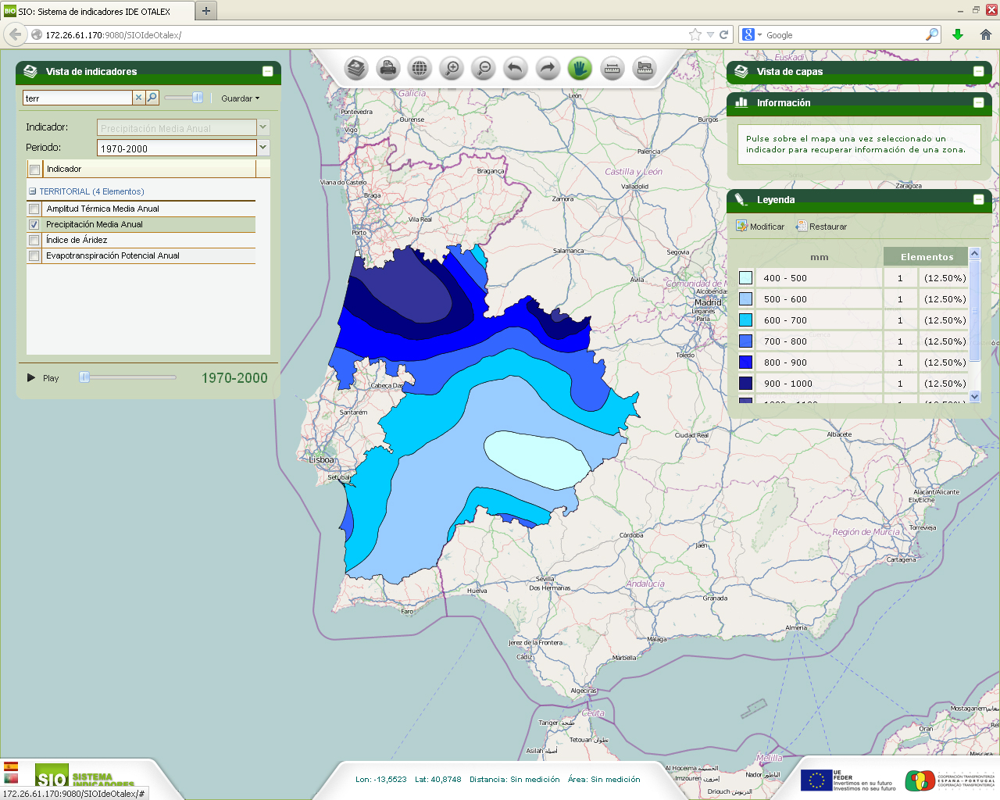 SIO: Sistema de indicadores IDE OTALEX
172.26.61.170:9080/SIOIdeOtalex/
Google
Vista de indicadores
terr
Guardar
Indicador:
Precipitación Media Anual
Periodo:
1970-2000
Indicador
TERRITORIAL (4 Elementos)
Amplitud Térmica Media Anual
Precipitación Media Anual
Índice de Áridez
Evapotranspiración Potencial Anual
Play
1970-2000
Vista de capas
Información
Pulse sobre el mapa una vez seleccionado un
indicador para recuperar información de una zona.
Leyenda
Modificar
Restaurar
mm
Elementos
400 - 500 1 (12.50%)
500 - 600 1 (12.50%)
600 - 700 1 (12.50%)
700 - 800 1 (12.50%)
800 - 900 1 (12.50%)
900 - 1000 1 (12.50%)
Euskadi
Galicia
León
Pontevedra
Ourense
Burgos
Vigo
Palencia
Bragança
Castilla y León
Viana do Castelo
Valladolid
Zaragoza
Braga
Zamora
Vila Real
Porto
Salamanca
Segovia
Ávila
Comunidad de M
Alcobendas
Madrid
Leganés
Parla
Toledo
Cabeça Das
Santarém
Ciudad Real
Albacete
Lisboa
Setúbal
Alacant/Alicante
Elx/Elche
Región de Murcia
Torrevieja
Córdoba
Jaén
Cartagena
Sevilla
Dos Hermanas
Andalucía
Huelva
Granada
Faro
Almería
Jerez de la Frontera
Málaga
Cádiz
Marbella
Algeciras
Ceuta
Tanger طنجة
Tetouan تطوان
Asilah أصيلة
Mostaganem
Oran
Mascara
Melilla
Al Hoceima الحسيمة
Nador الناظور
Imzouren إمزورن
Driouch الدريوش
SIO SISTEMA
INDICADORES
172.26.61.170:9080/SIOIdeOtalex/#
Lon: -13,5523 Lat: 40,8748 Distancia: Sin medición Área: Sin medición
UE
FEDER
Invertimos en su futuro
Investimos no seu futuro
COOPERACIÓN TRANSFRONTERIZA
ESPAÑA - PORTUGAL
COOPERAÇÃO TRANSFRONTEIRIÇA